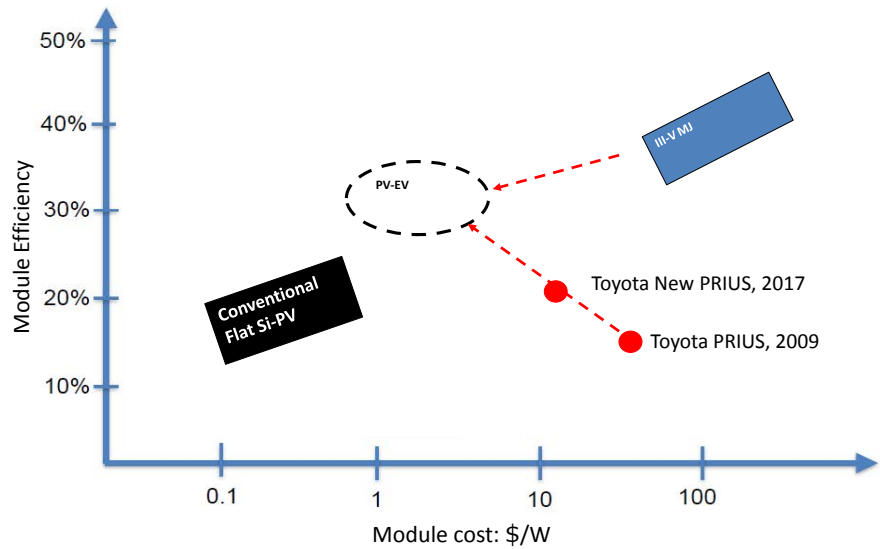 50%
40%
30%
20%
10%
Module Efficiency
III-V MJ
PV-EV
Conventional
Flat Si-PV
Toyota New PRIUS, 2017
Toyota PRIUS, 2009
0.1
1
10
100
Module cost: $/W